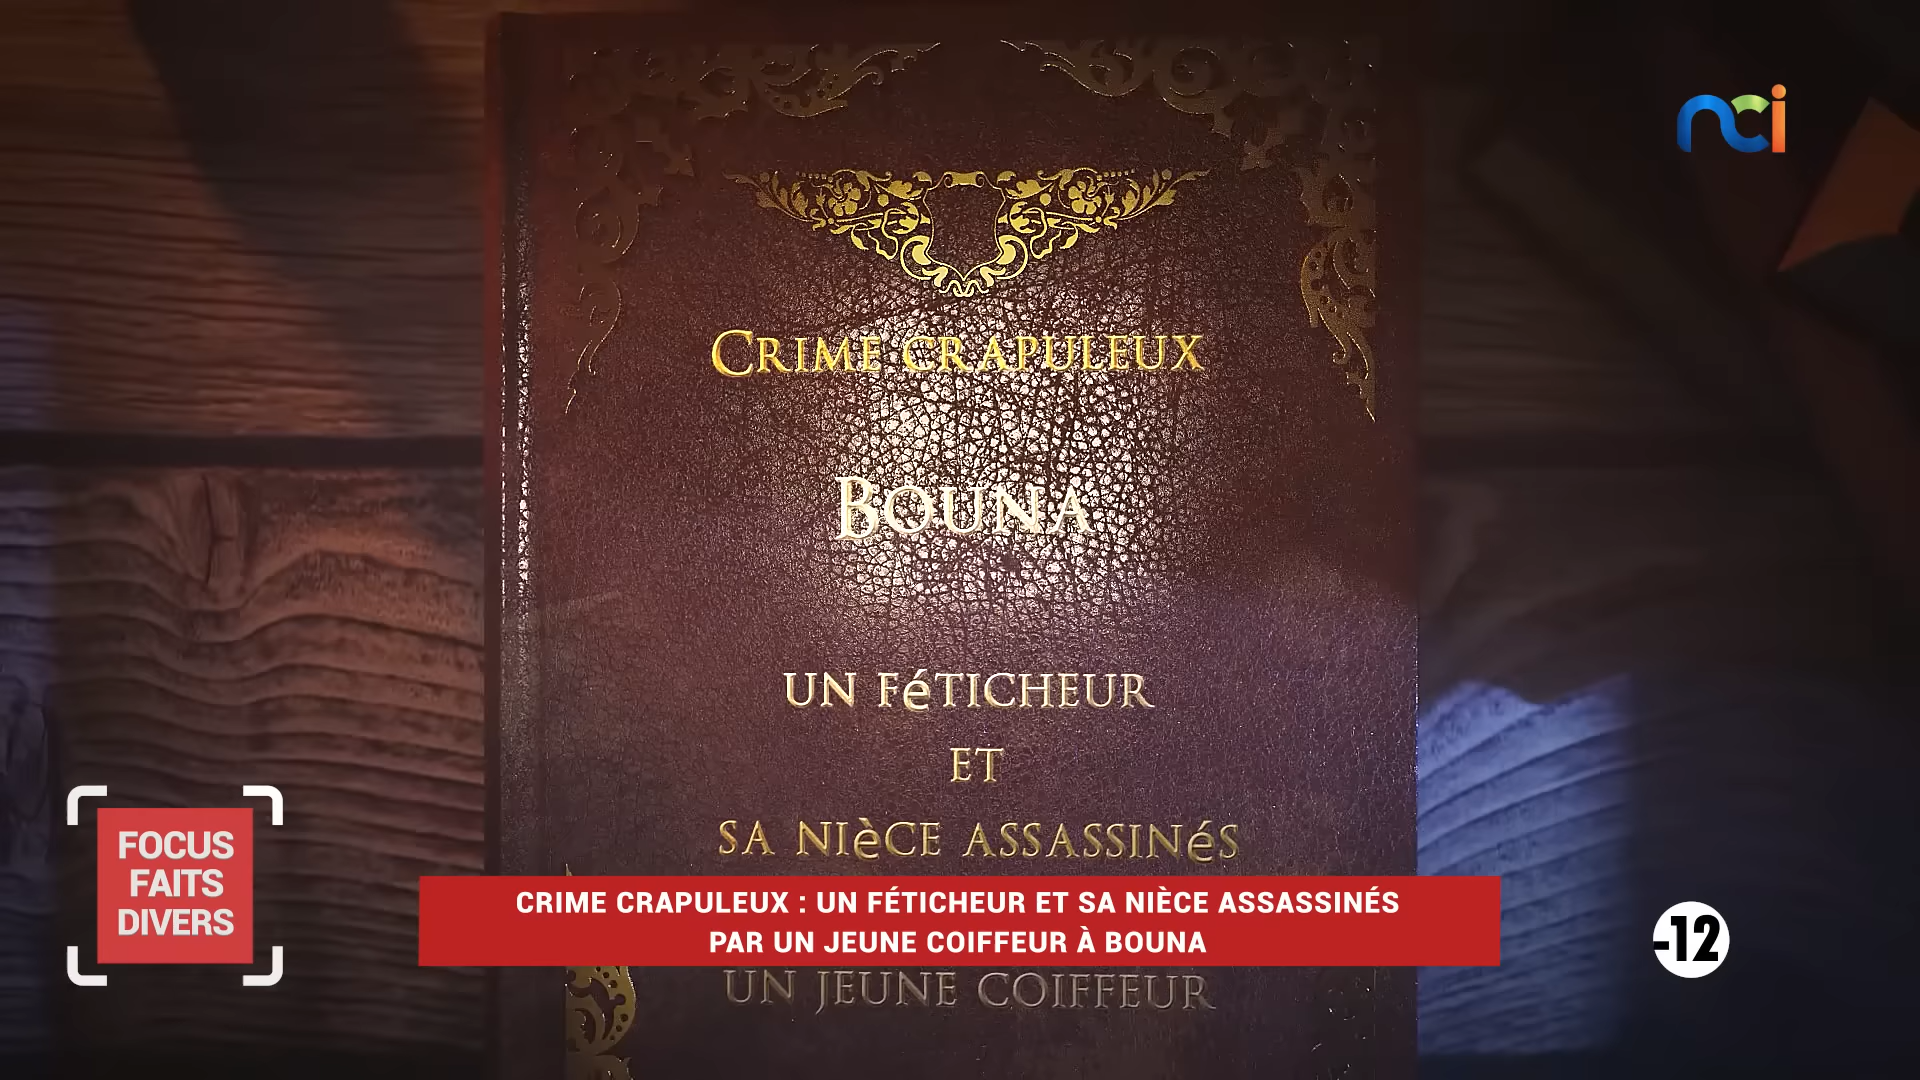 nci
CRIME CRAPULEUX
BOUNA
UN FéTICHEUR
ET
SA NIèCE ASSASSINéS
FOCUS
FAITS
DIVERS
CRIME CRAPULEUX : UN FÉTICHEUR ET SA NIÈCE ASSASSINÉS
PAR UN JEUNE COIFFEUR À BOUNA
-12
UN JEUNE COIFFEUR